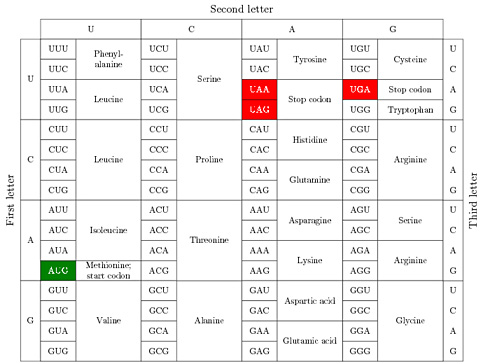 Second letter
U C A G
First letter
Third letter
U
UUU Phenyl- UCU UAU UGU U
UUC alanine UCC Tyrosine UAC Cysteine UGC C
UUA Leucine UCA Serine UAA Stop codon UGA Stop codon A
UUG UCG UAG UGG Tryptophan G
C
CUU CCU CAU Histidine CGU U
CUC Leucine CCC Proline CAC CGC Arginine C
CUA CCA CAA Glutamine CGA A
CUG CCG CAG CGG G
A
AUU ACU AAU Asparagine AGU Serine U
AUC Isoleucine ACC Threonine AAC AGC C
AUA ACA AAA Lysine AGA Arginine A
AUG Methionine; ACG AAG AGG G
start codon
G
GUU GCU GAU Aspartic acid GGU U
GUC Valine GCC Alanine GAC GGC Glycine C
GUA GCA GAA Glutamic acid GGA A
GUG GCG GAG GGG G